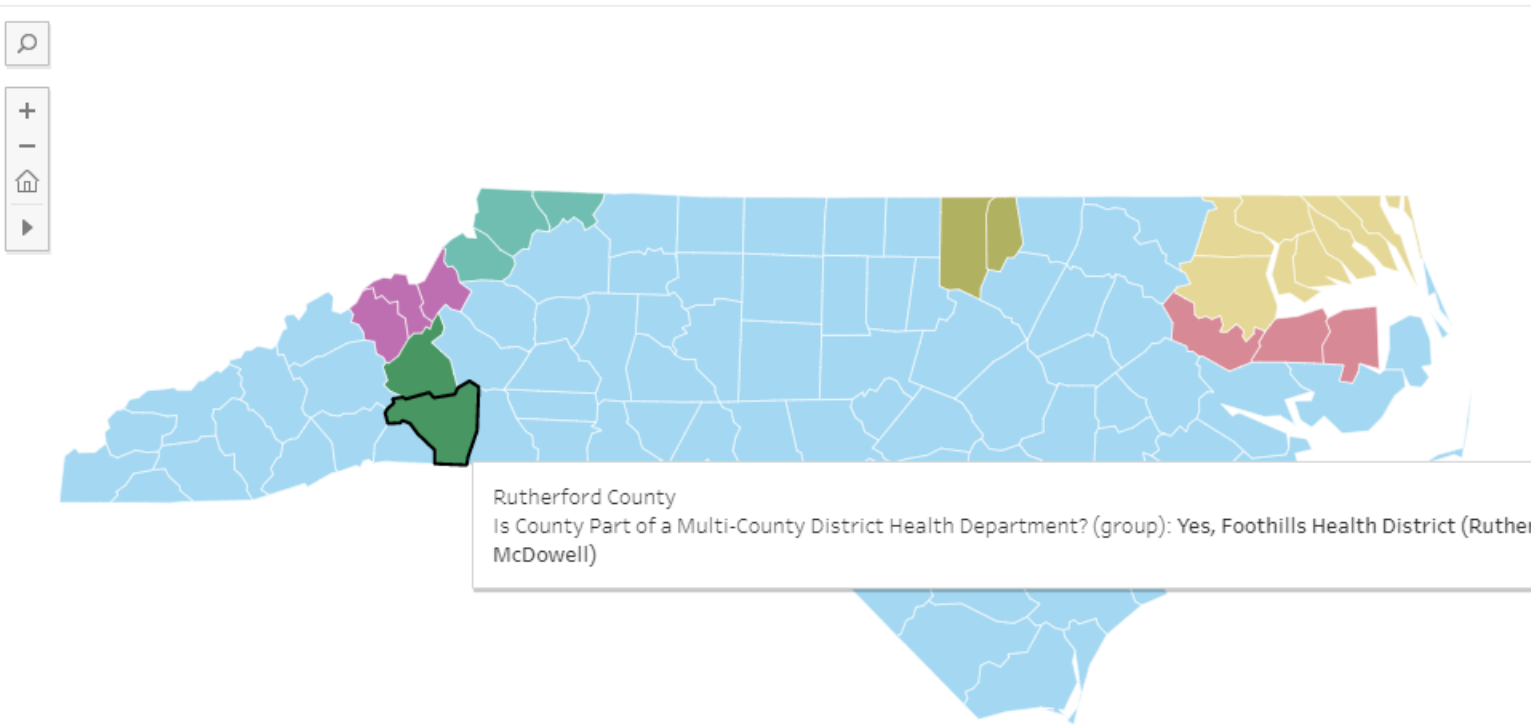 Rutherford County
Is County Part of a Multi-County District Health Department? (group): Yes, Foothills Health District (Ruther
McDowell)